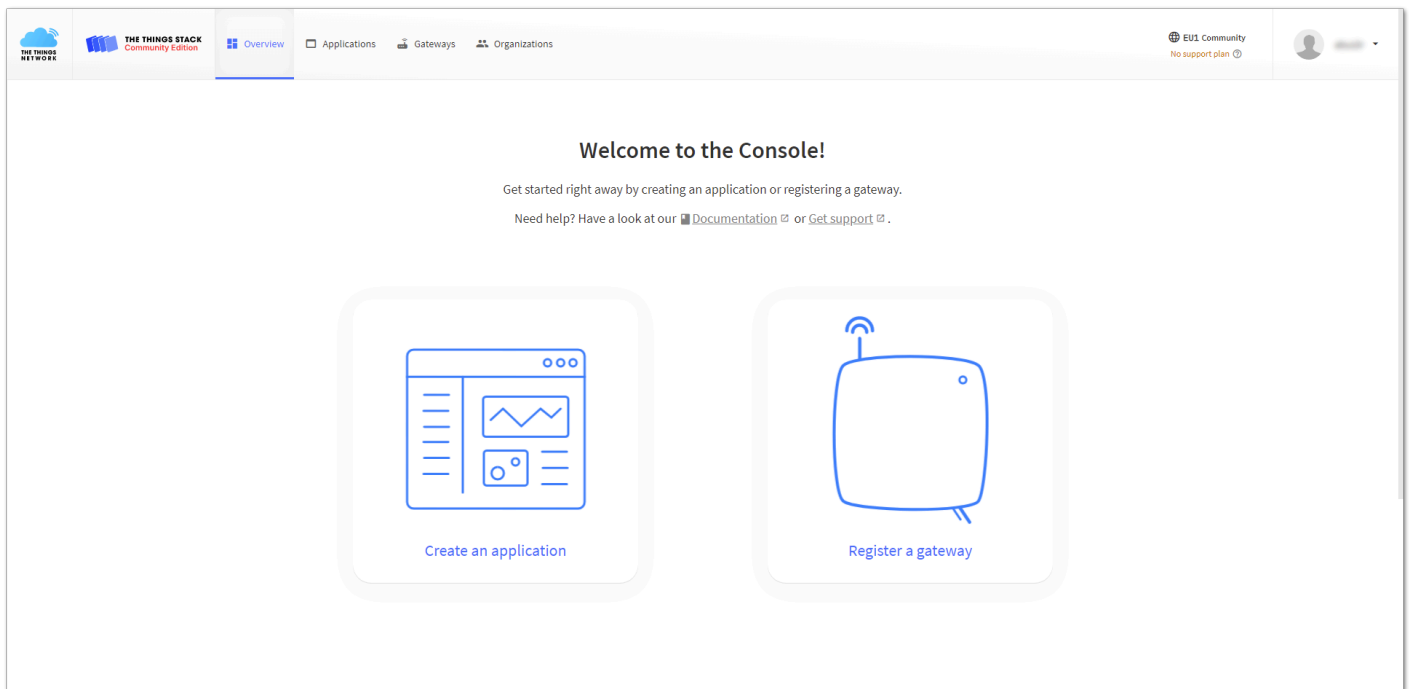 THE THINGS
NETWORK
THE THINGS STACK
Community Edition
Overview
Applications
Gateways
Organizations
EU1 Community
No support plan
Welcome to the Console!
Get started right away by creating an application or registering a gateway.
Need help? Have a look at our Documentation or Get support .
Create an application
Register a gateway